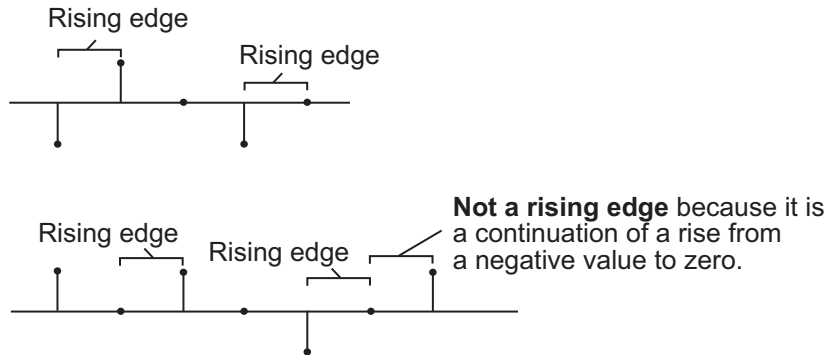 Rising edge
Rising edge
Not a rising edge because it is
a continuation of a rise from
a negative value to zero.
Rising edge
Rising edge